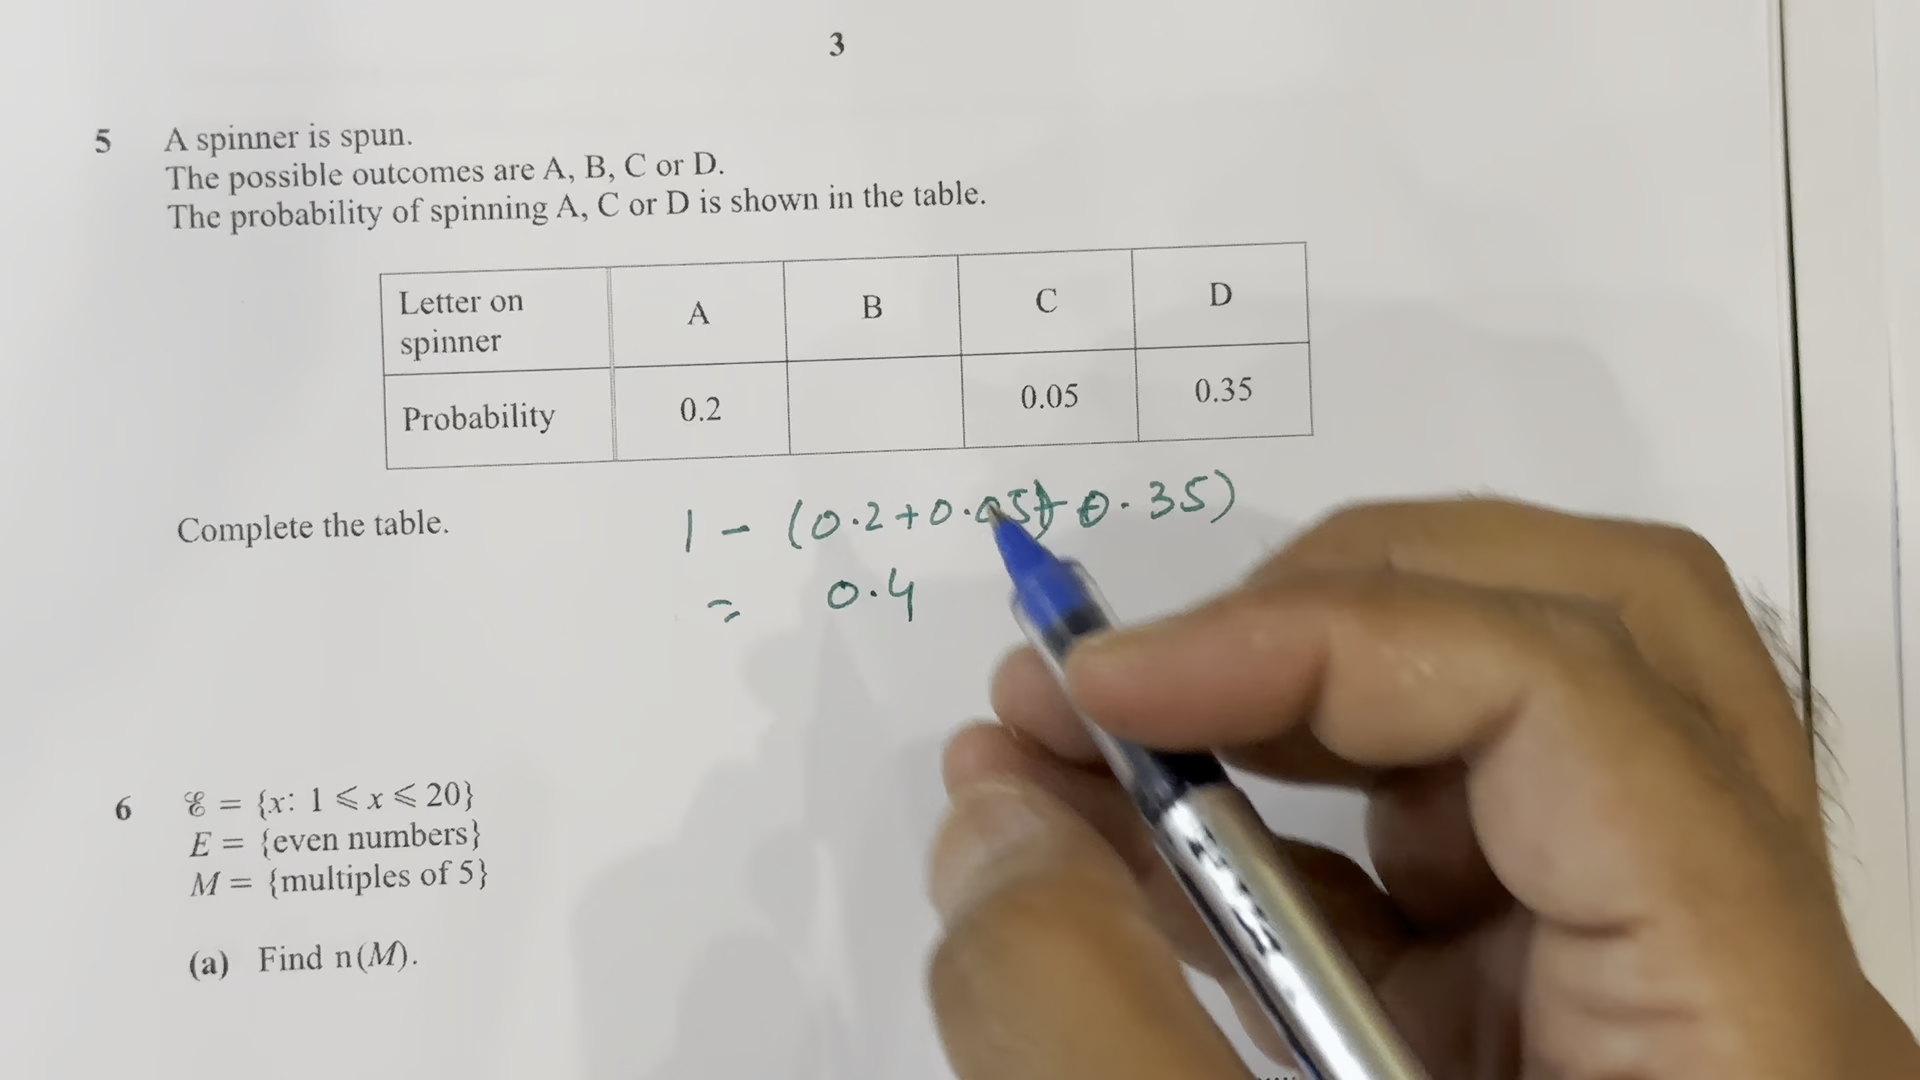 3
5 A spinner is spun.
The possible outcomes are A, B, C or D.
The probability of spinning A, C or D is shown in the table.
Letter on spinner A B C D
Probability 0.2 0.05 0.35
Complete the table.
1 - (0.2+0.05+0.35)
= 0.4
6 ℰ = {x: 1 ⩽ x ⩽ 20}
E = {even numbers}
M = {multiples of 5}
(a) Find n(M).